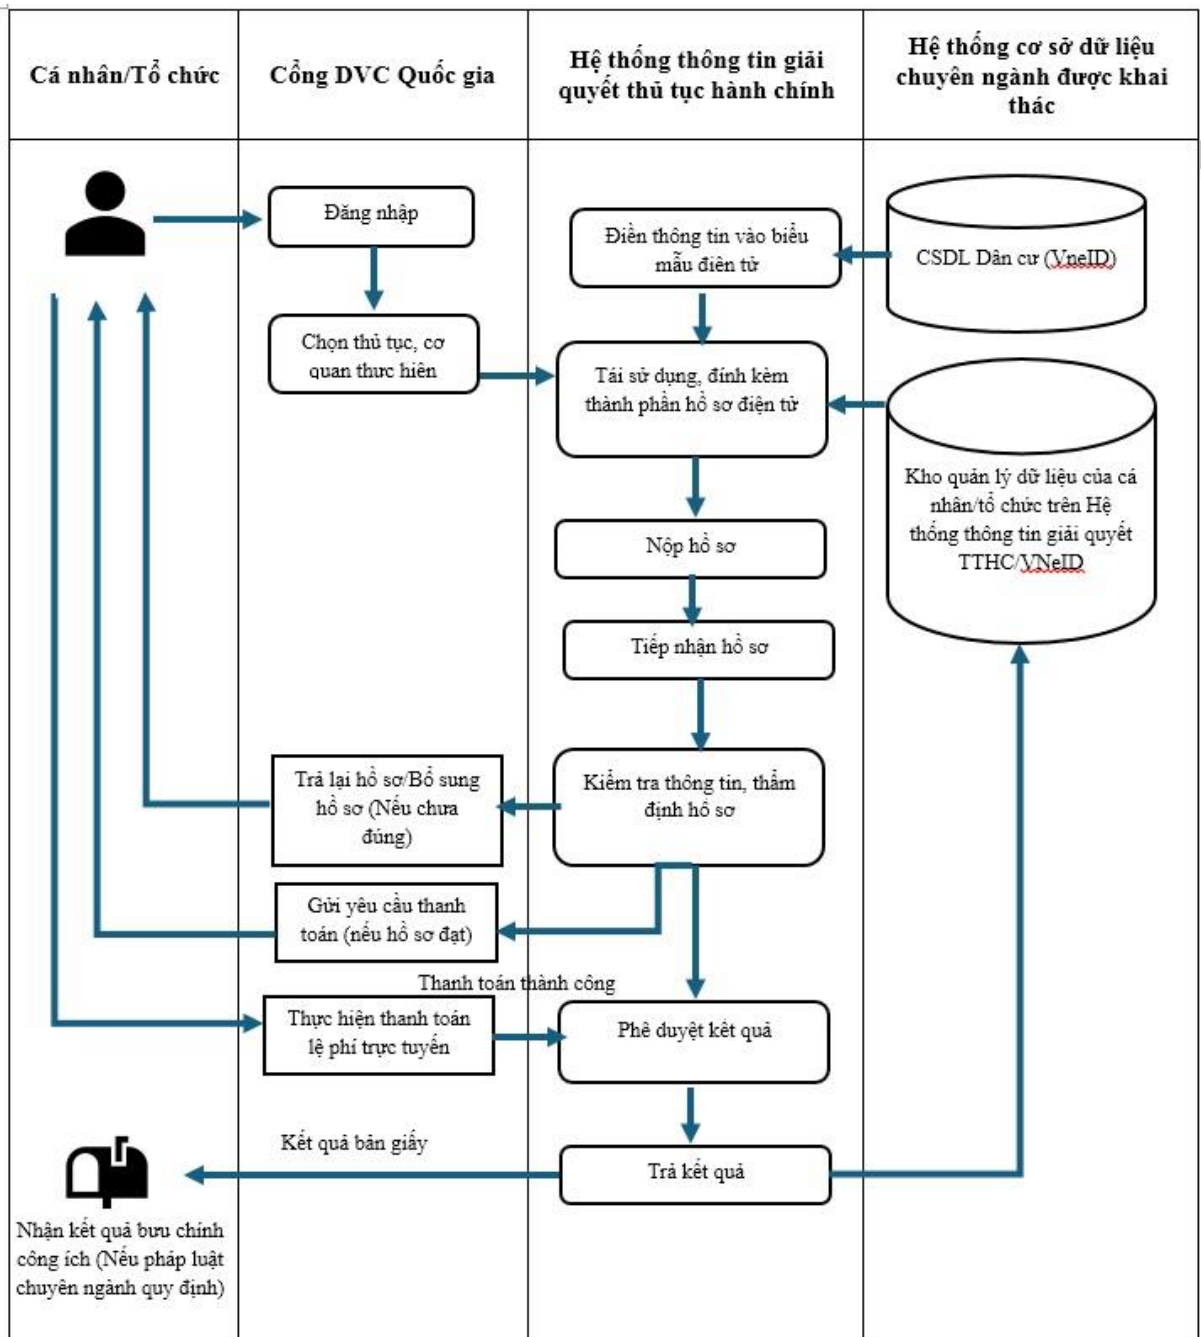 Cá nhân/Tổ chức
Cổng DVC Quốc gia
Hệ thống thông tin giải
quyết thủ tục hành chính
Hệ thống cơ sở dữ liệu
chuyên ngành được khai
thác
Đăng nhập
Điền thông tin vào biểu
mẫu điện tử
CSDL Dân cư (VneID)
Chọn thủ tục, cơ
quan thực hiện
Tái sử dụng, đính kèm
thành phần hồ sơ điện tử
Kho quản lý dữ liệu của cá
nhân/tổ chức trên Hệ
thống thông tin giải quyết
TTHC/VNeID
Nộp hồ sơ
Tiếp nhận hồ sơ
Trả lại hồ sơ/Bổ sung
hồ sơ (Nếu chưa
đúng)
Kiểm tra thông tin, thẩm
định hồ sơ
Gửi yêu cầu thanh
toán (nếu hồ sơ đạt)
Thanh toán thành công
Thực hiện thanh toán
lệ phí trực tuyến
Phê duyệt kết quả
Kết quả bản giấy
Trả kết quả
Nhận kết quả bưu chính
công ích (Nếu pháp luật
chuyên ngành quy định)